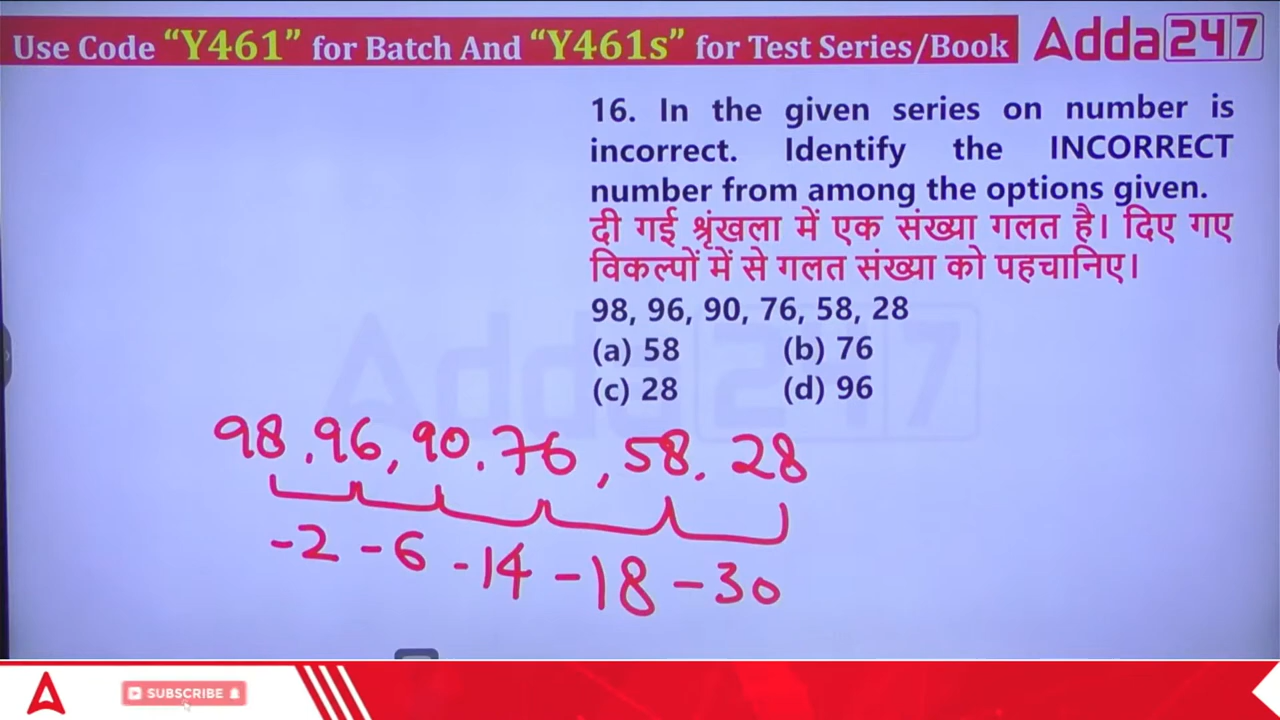 Use Code “Y461” for Batch And “Y461s” for Test Series/Book
Adda247
16. In the given series on number is
incorrect. Identify the INCORRECT
number from among the options given.
दी गई श्रृंखला में एक संख्या गलत है। दिए गए
विकल्पों में से गलत संख्या को पहचानिए।
98, 96, 90, 76, 58, 28
(a) 58 (b) 76
(c) 28 (d) 96
Adda247
98, 96, 90, 76, 58, 28
-2 -6 -14 -18 -30
SUBSCRIBE